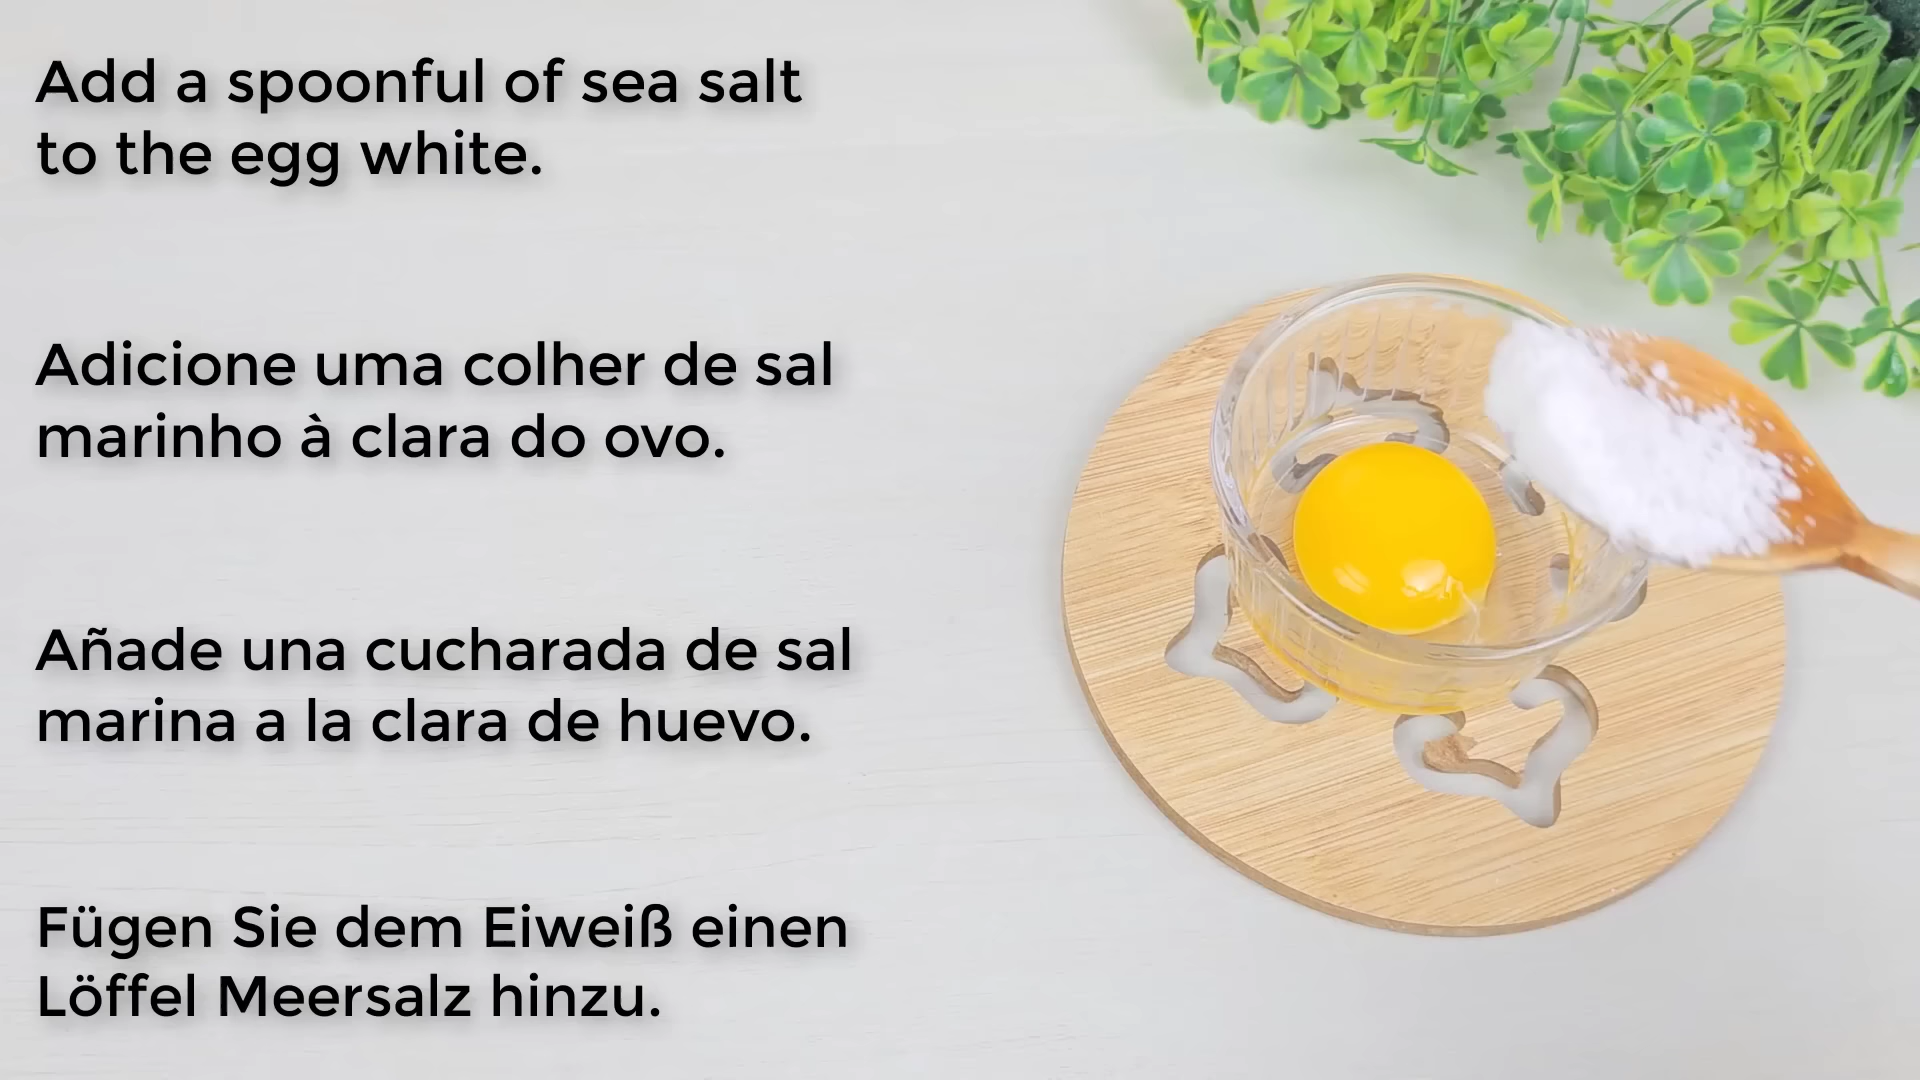 Add a spoonful of sea salt
to the egg white.
Adicione uma colher de sal
marinho à clara do ovo.
Añade una cucharada de sal
marina a la clara de huevo.
Fügen Sie dem Eiweiß einen
Löffel Meersalz hinzu.